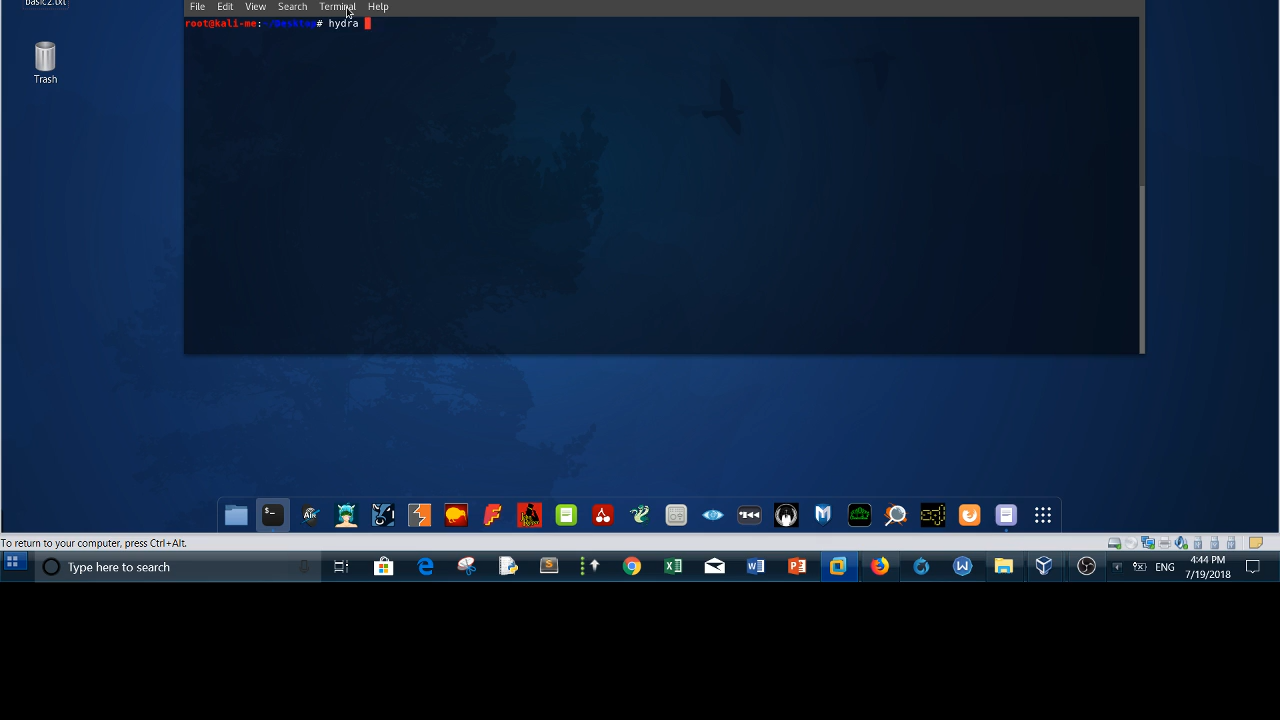 basic2.txt
File Edit View Search Terminal Help
root@kali-me:~/Desktop# hydra
Trash
$_
To return to your computer, press Ctrl+Alt.
Type here to search
ENG
4:44 PM
7/19/2018